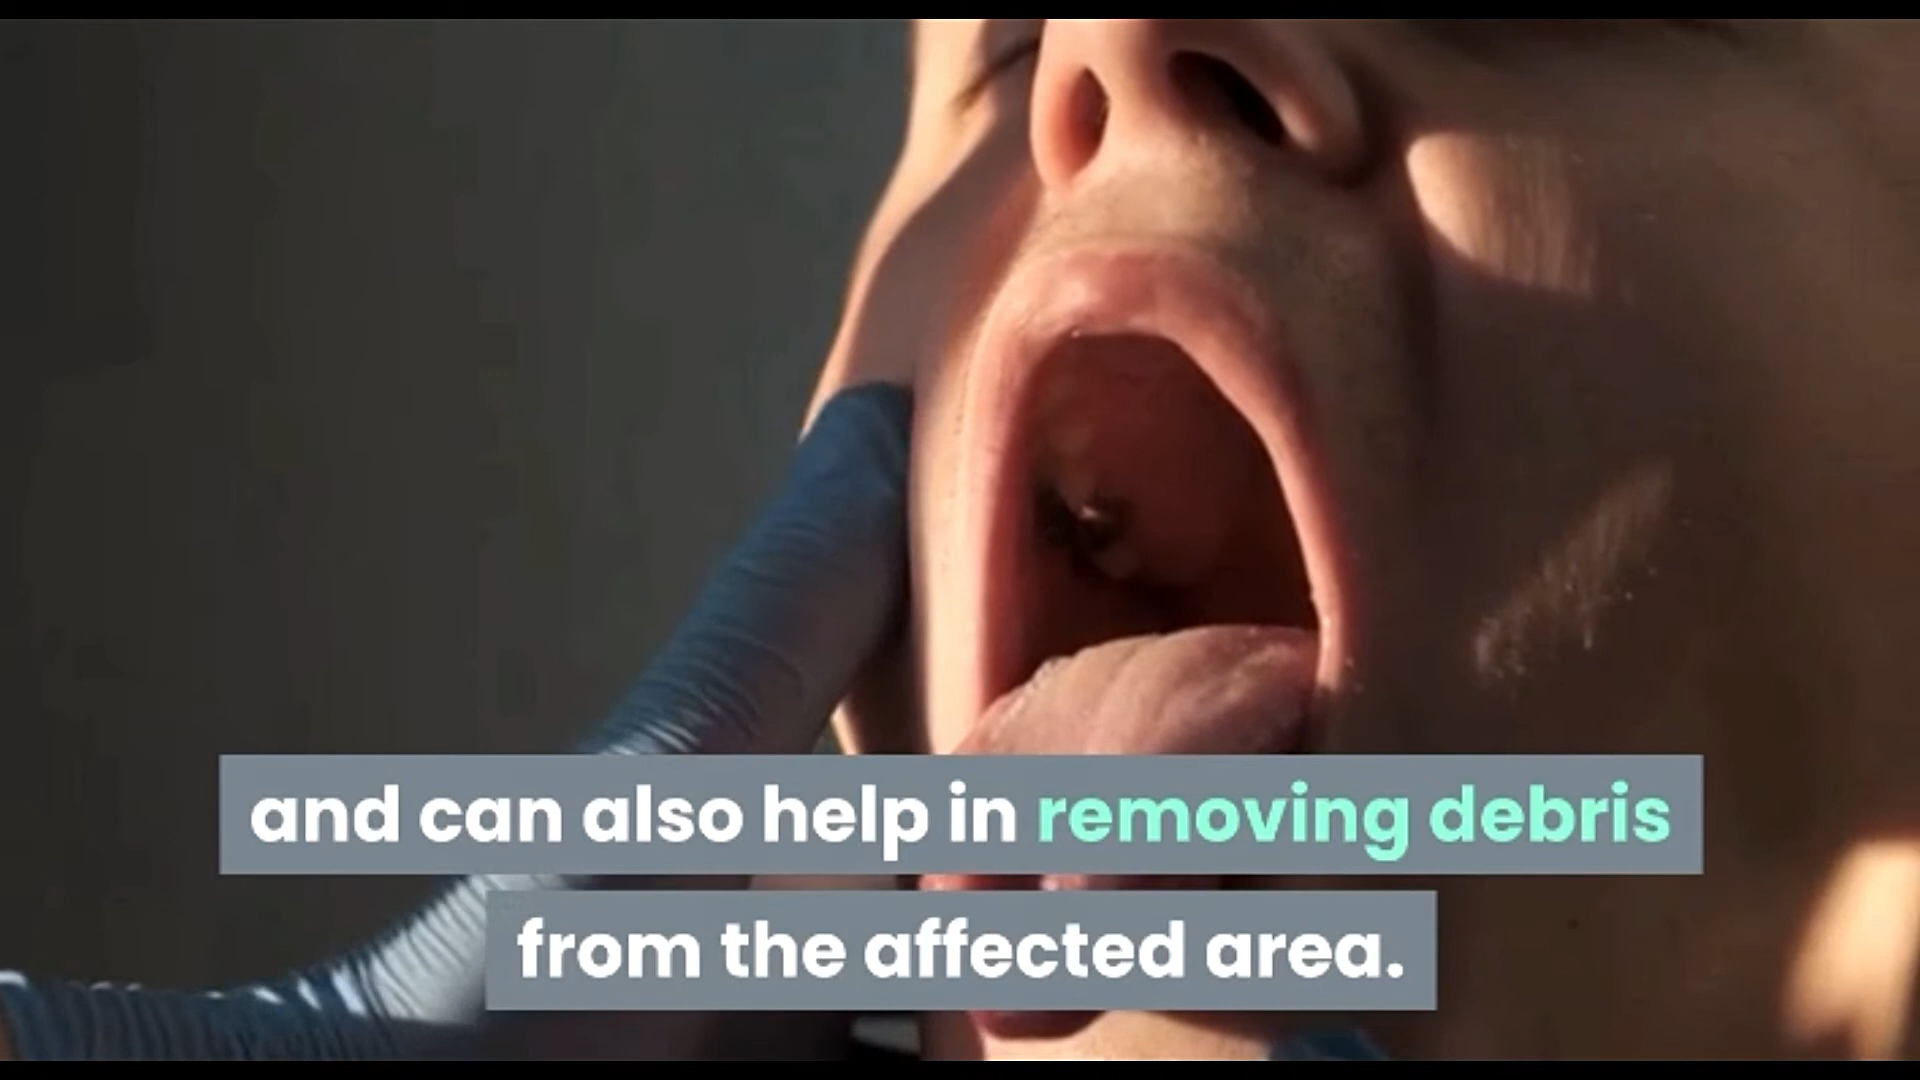 and can also help in removing debris
from the affected area.